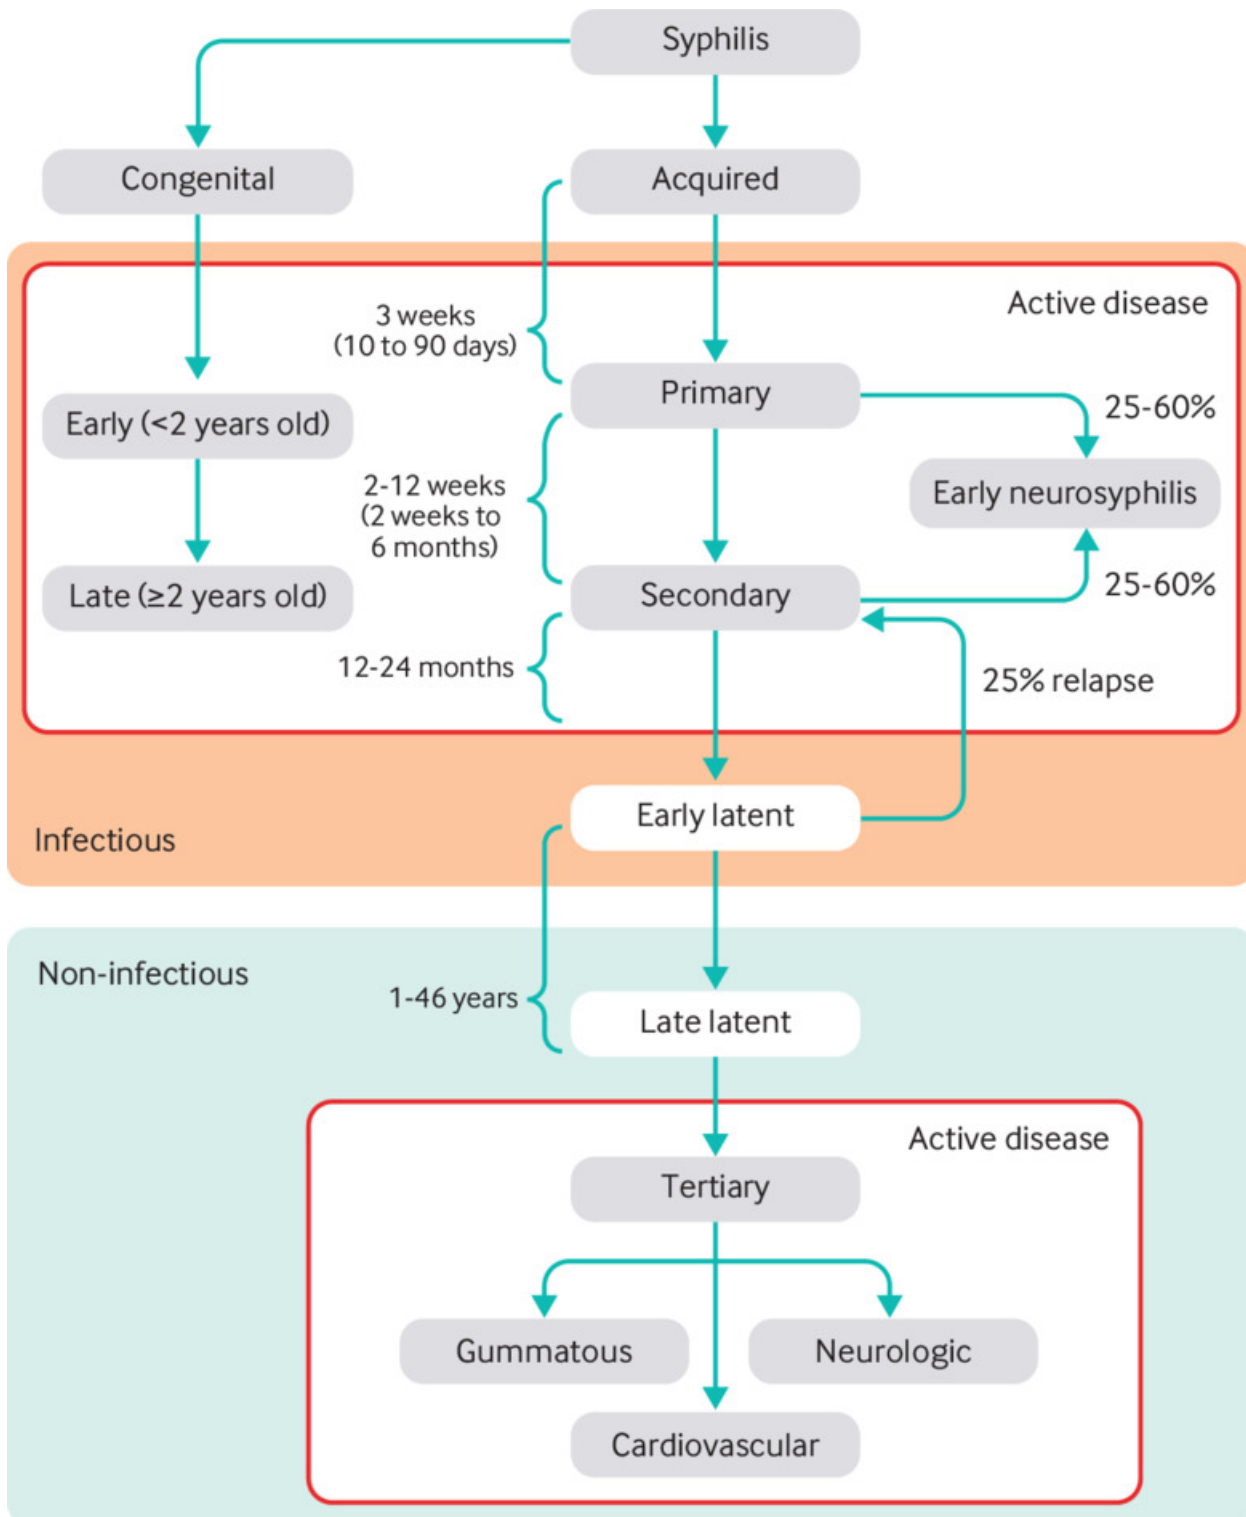 Syphilis
Congenital
Acquired
Active disease
3 weeks
(10 to 90 days)
Primary
25-60%
Early (<2 years old)
2-12 weeks
(2 weeks to
6 months)
Early neurosyphilis
Late (≥2 years old)
Secondary
25-60%
12-24 months
25% relapse
Early latent
Infectious
Non-infectious
1-46 years
Late latent
Active disease
Tertiary
Gummatous
Neurologic
Cardiovascular